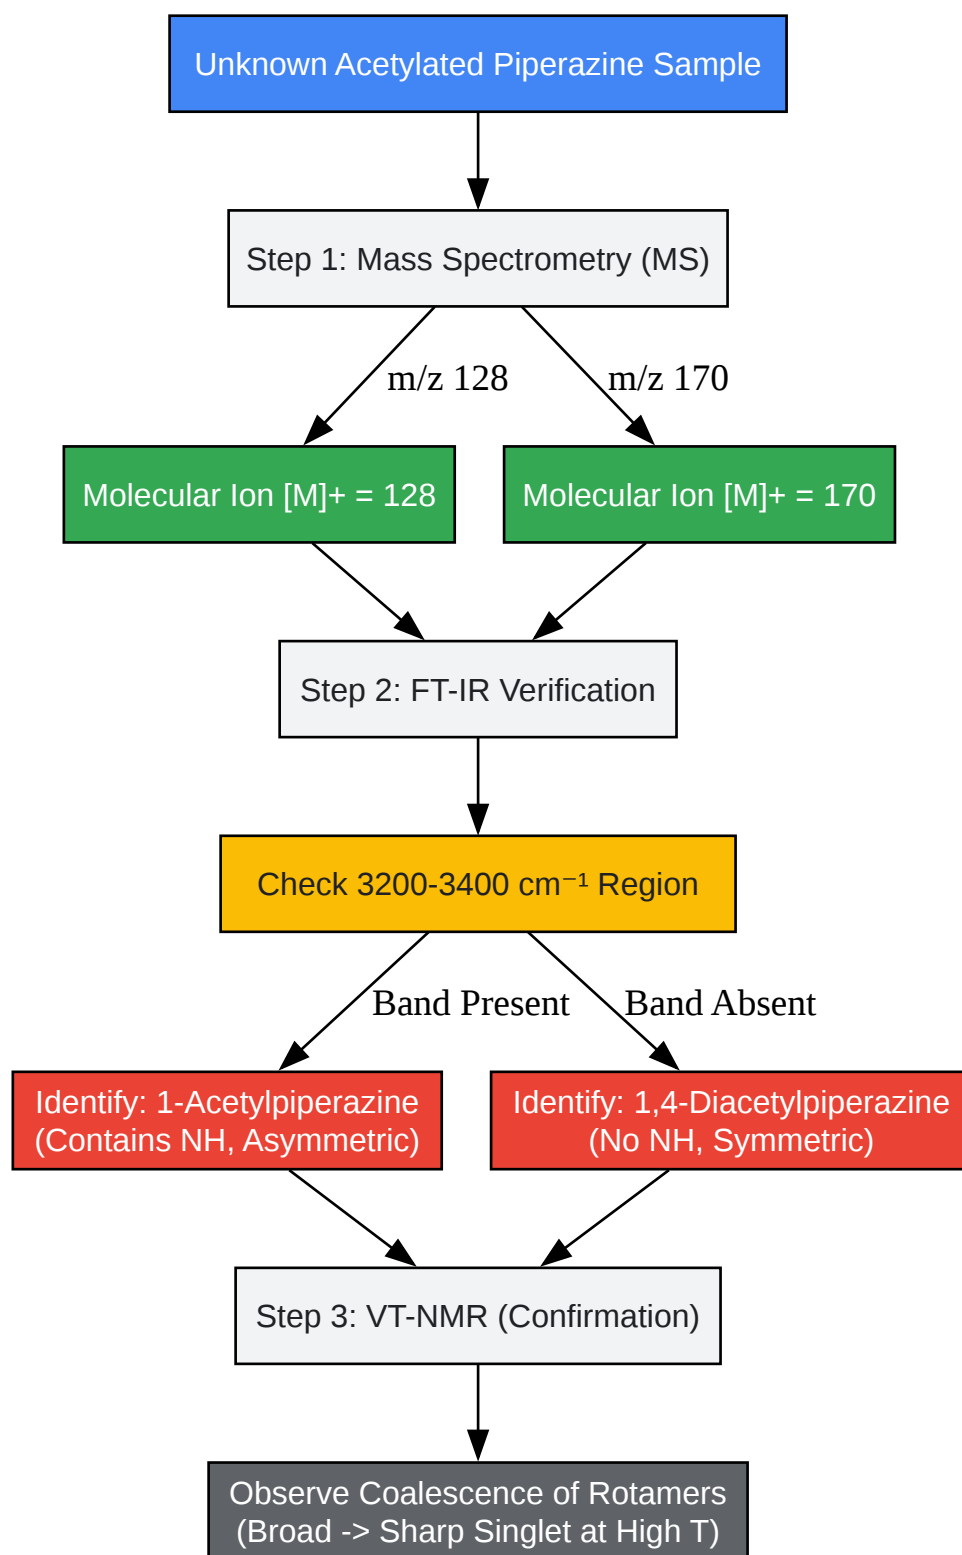 Unknown Acetylated Piperazine Sample
Step 1: Mass Spectrometry (MS)
m/z 128
m/z 170
Molecular Ion [M]+ = 128
Molecular Ion [M]+ = 170
Step 2: FT-IR Verification
Check 3200-3400 cm⁻¹ Region
Band Present
Band Absent
Identify: 1-Acetylpiperazine
(Contains NH, Asymmetric)
Identify: 1,4-Diacetylpiperazine
(No NH, Symmetric)
Step 3: VT-NMR (Confirmation)
Observe Coalescence of Rotamers
(Broad -> Sharp Singlet at High T)